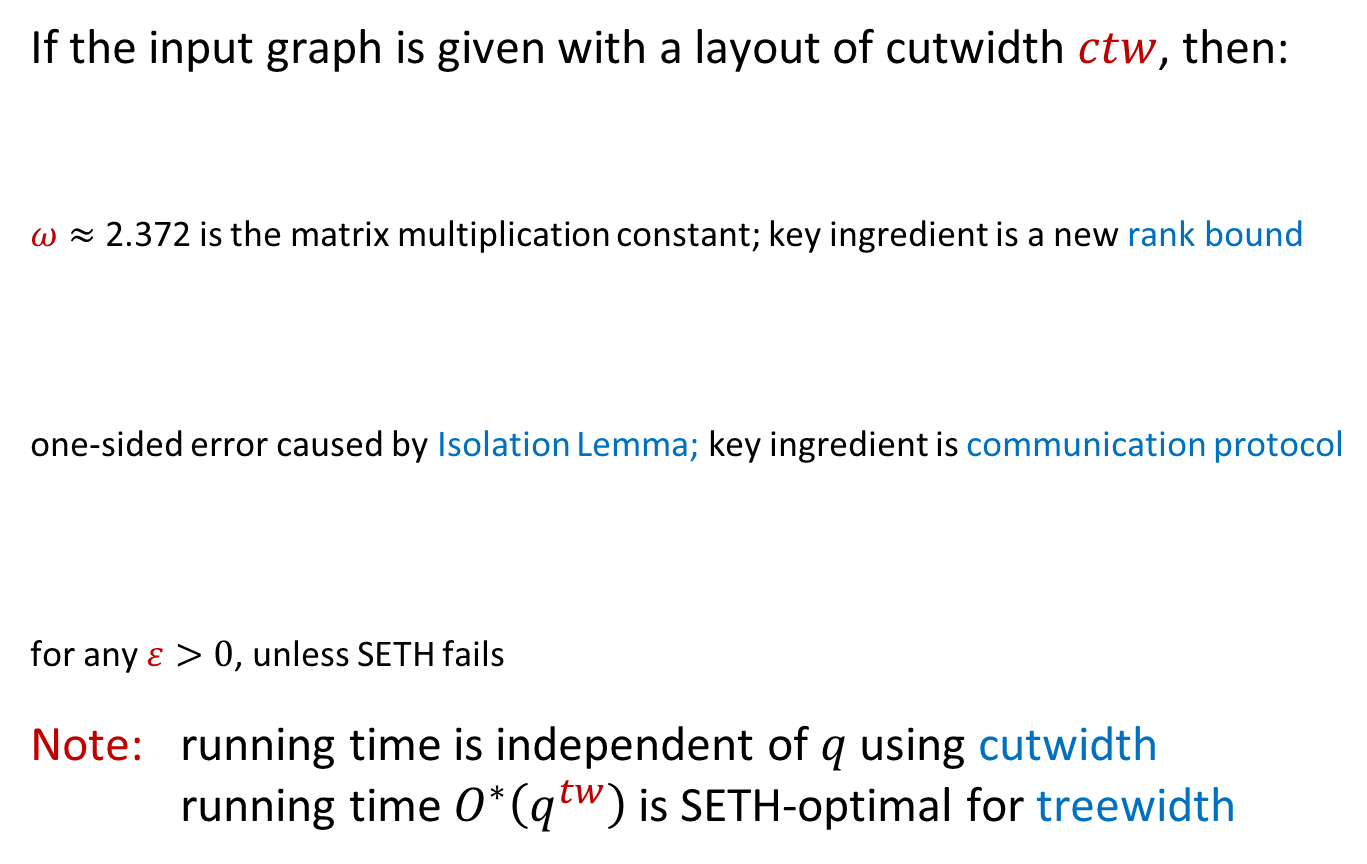 If the input graph is given with a layout of cutwidth ctw, then:
ω ≈ 2.372 is the matrix multiplication constant; key ingredient is a new rank bound
one-sided error caused by Isolation Lemma; key ingredient is communication protocol
for any ε > 0, unless SETH fails
Note: running time is independent of q using cutwidth
running time O*(q^tw) is SETH-optimal for treewidth